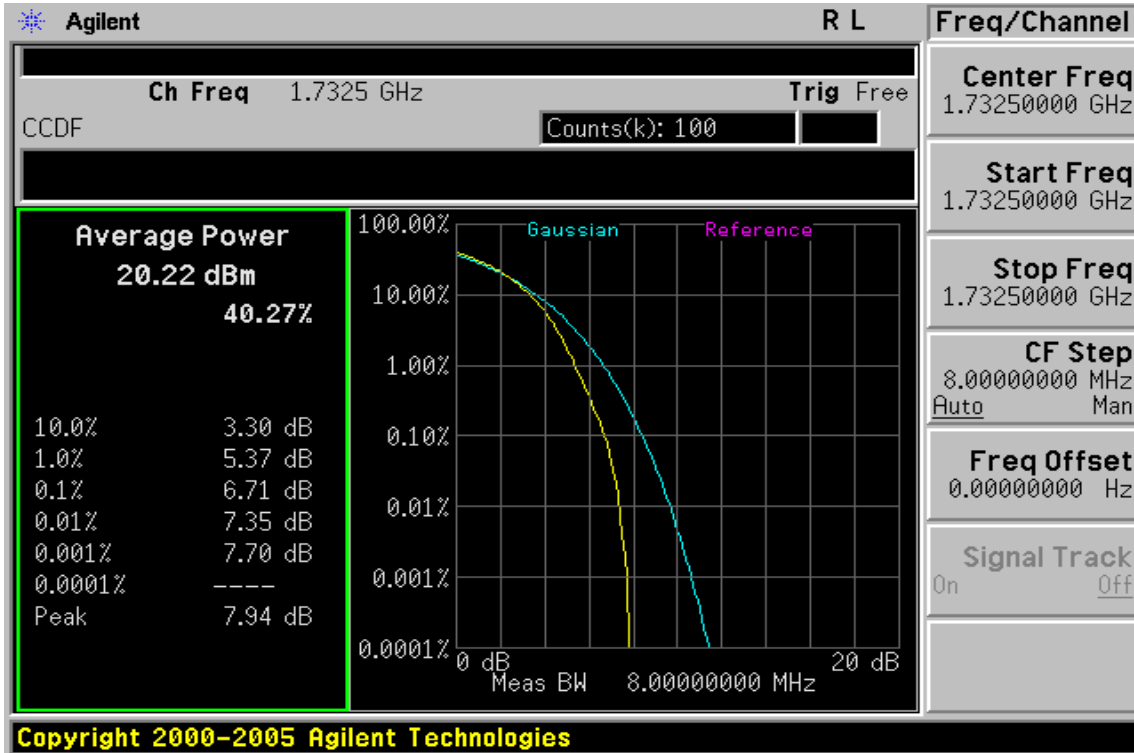 Agilent R L
Ch Freq 1.7325 GHz Trig Free
CCDF Counts(k): 100
Average Power
20.22 dBm
40.27%
10.0% 3.30 dB
1.0% 5.37 dB
0.1% 6.71 dB
0.01% 7.35 dB
0.001% 7.70 dB
0.0001% ----
Peak 7.94 dB
Gaussian Reference
100.00%
10.00%
1.00%
0.10%
0.01%
0.001%
0.0001%
0 dB 20 dB
Meas BW 8.00000000 MHz
Freq/Channel
Center Freq
1.73250000 GHz
Start Freq
1.73250000 GHz
Stop Freq
1.73250000 GHz
CF Step
8.00000000 MHz
Auto Man
Freq Offset
0.00000000 Hz
Signal Track
On Off
Copyright 2000-2005 Agilent Technologies